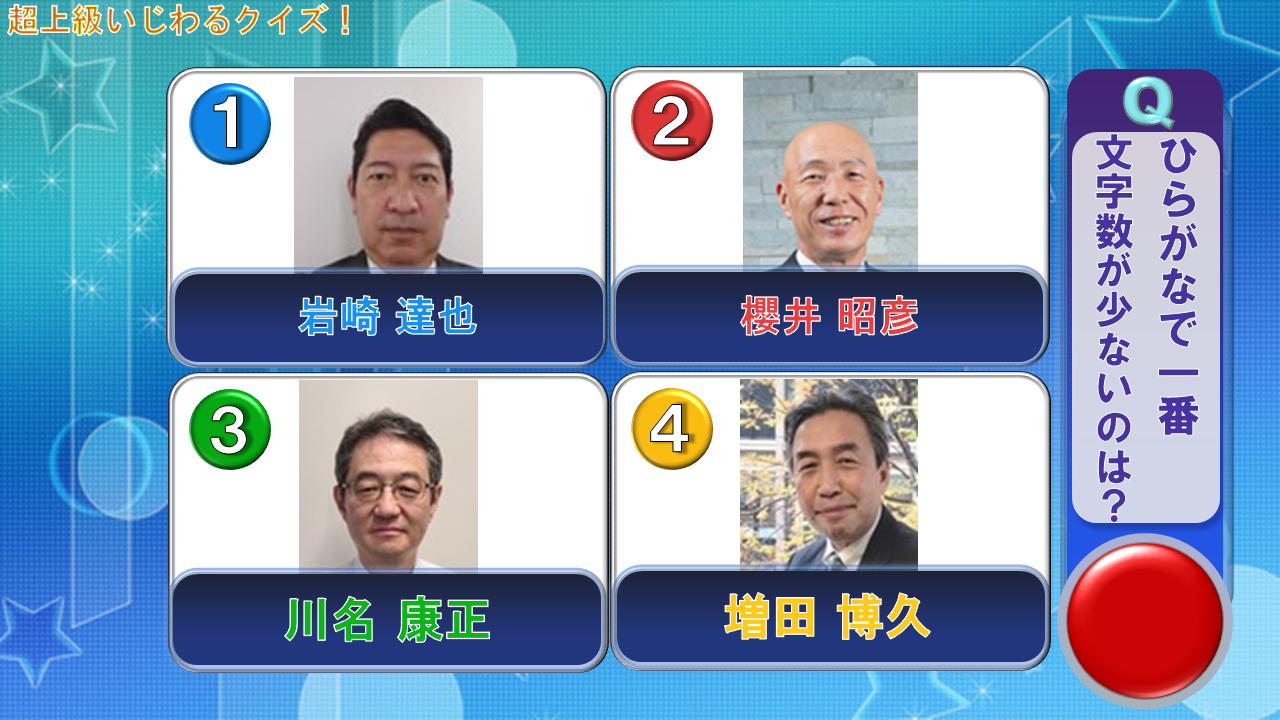 超上級いじわるクイズ！
Q
ひらがなで一番
文字数が少ないのは？
1
岩崎 達也
2
櫻井 昭彦
3
川名 康正
4
増田 博久